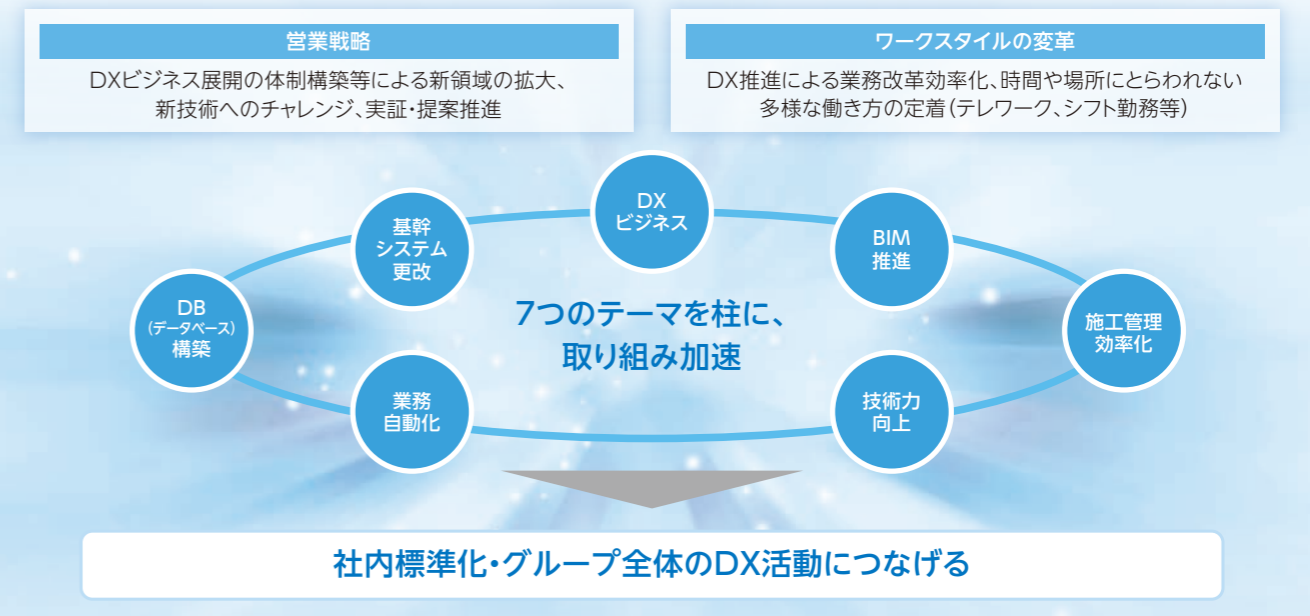 営業戦略
DXビジネス展開の体制構築等による新領域の拡大、
新技術へのチャレンジ、実証・提案推進
ワークスタイルの変革
DX推進による業務改革効率化、時間や場所にとらわれない
多様な働き方の定着（テレワーク、シフト勤務等）
DX
ビジネス
基幹
システム
更改
BIM
推進
DB
（データベース）
構築
施工管理
効率化
7つのテーマを柱に、
取り組み加速
業務
自動化
技術力
向上
社内標準化・グループ全体のDX活動につなげる